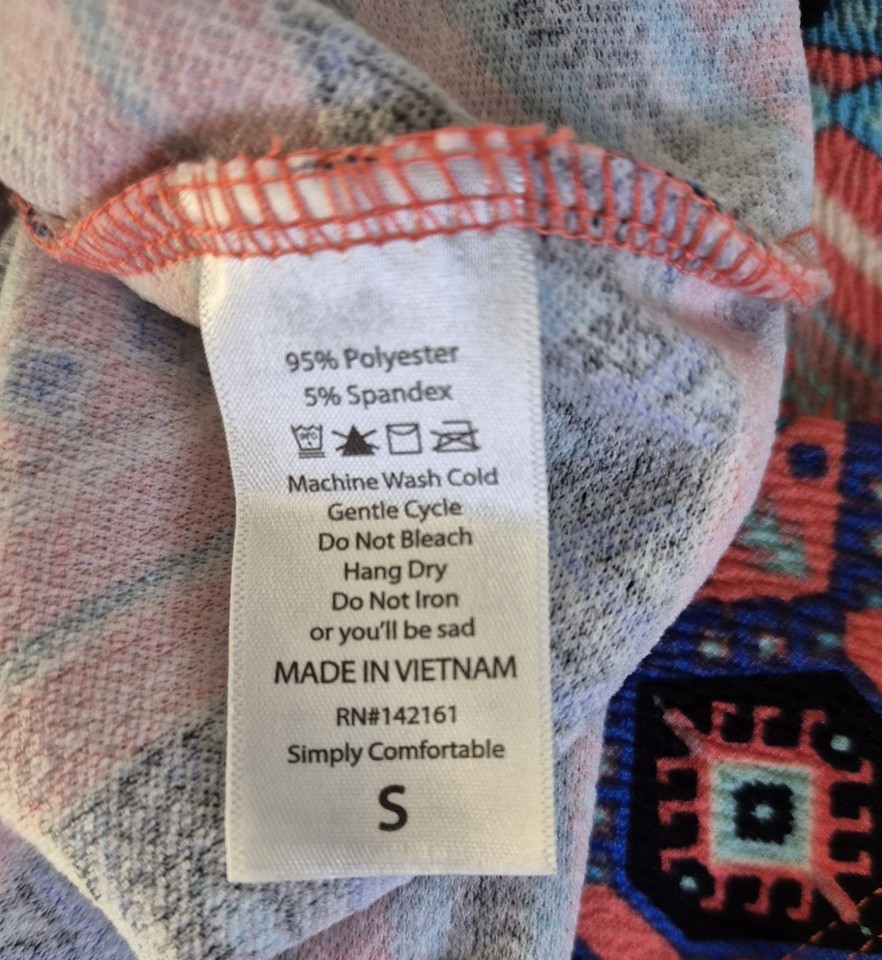 95% Polyester
5% Spandex
Machine Wash Cold
Gentle Cycle
Do Not Bleach
Hang Dry
Do Not Iron
or you'll be sad
MADE IN VIETNAM
RN#142161
Simply Comfortable
S